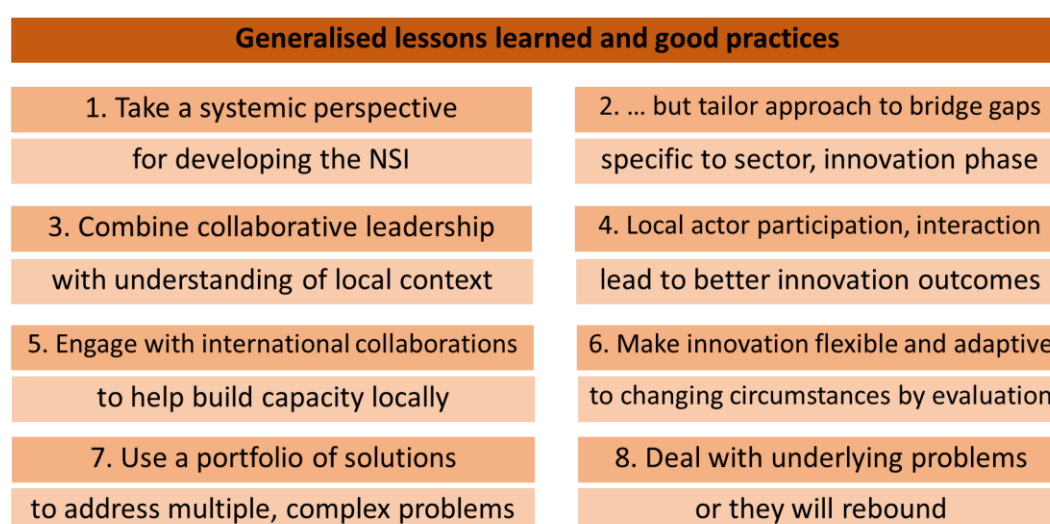 Generalised lessons learned and good practices
1. Take a systemic perspective
for developing the NSI
2. ... but tailor approach to bridge gaps
specific to sector, innovation phase
3. Combine collaborative leadership
with understanding of local context
4. Local actor participation, interaction
lead to better innovation outcomes
5. Engage with international collaborations
to help build capacity locally
6. Make innovation flexible and adaptive
to changing circumstances by evaluation
7. Use a portfolio of solutions
to address multiple, complex problems
8. Deal with underlying problems
or they will rebound